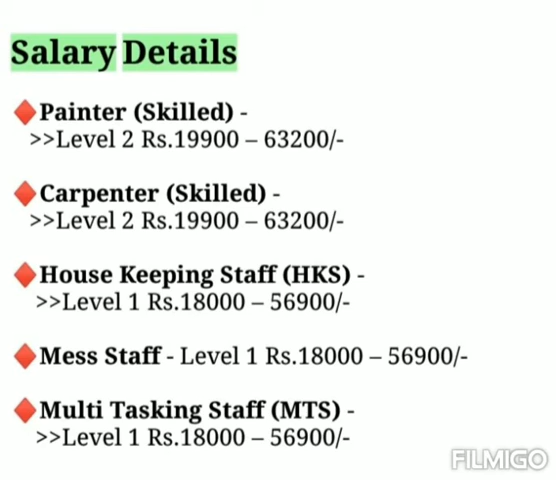 Salary Details
♦Painter (Skilled) -
>>Level 2 Rs.19900 – 63200/-
♦Carpenter (Skilled) -
>>Level 2 Rs.19900 – 63200/-
♦House Keeping Staff (HKS) -
>>Level 1 Rs.18000 – 56900/-
♦Mess Staff - Level 1 Rs.18000 – 56900/-
♦Multi Tasking Staff (MTS) -
>>Level 1 Rs.18000 – 56900/-
FILMIGO